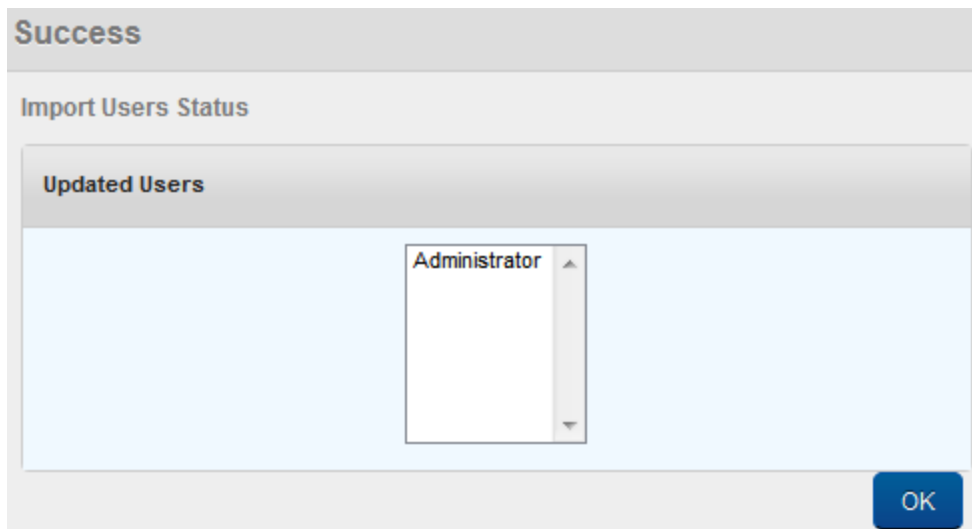 Success
Import Users Status
Updated Users
Administrator
OK